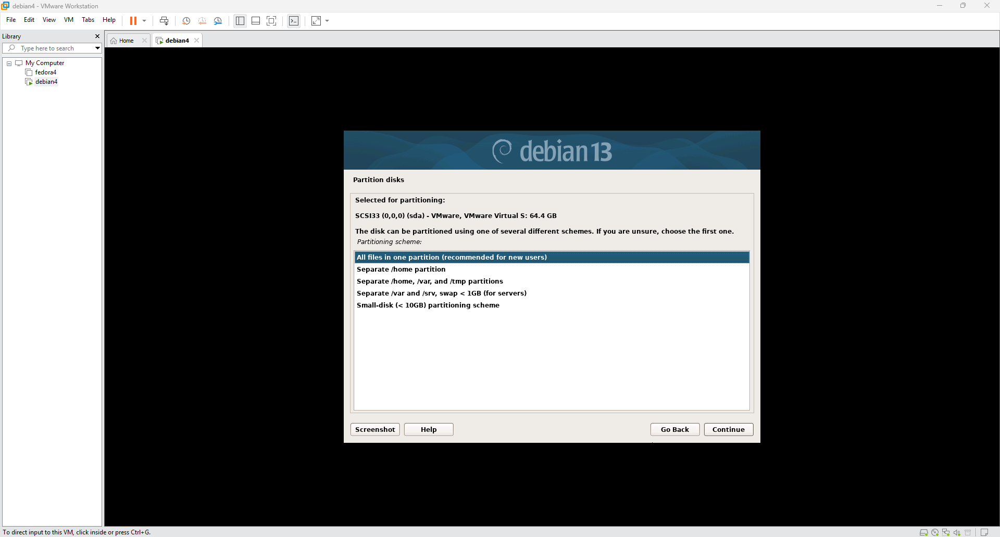 debian4 - VMware Workstation
File Edit View VM Tabs Help
Library
Type here to search
My Computer
fedora4
debian4
Home
debian4
debian 13
Partition disks
Selected for partitioning:
SCSI33 (0,0,0) (sda) - VMware, VMware Virtual S: 64.4 GB
The disk can be partitioned using one of several different schemes. If you are unsure, choose the first one.
Partitioning scheme:
All files in one partition (recommended for new users)
Separate /home partition
Separate /home, /var, and /tmp partitions
Separate /var and /srv, swap < 1GB (for servers)
Small-disk (< 10GB) partitioning scheme
Screenshot Help Go Back Continue
To direct input to this VM, click inside or press Ctrl+G.